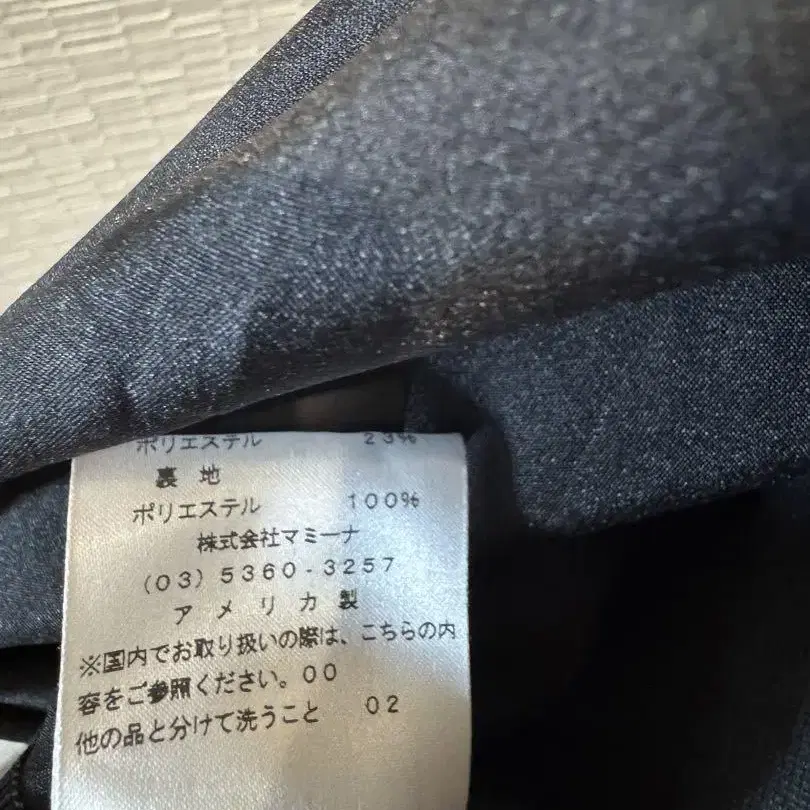 ポリエステル 23%
裏地
ポリエステル 100%
株式会社マミーナ
(03) 5360-3257
アメリカ製
※国内でお取り扱いの際は、こちらの内
容をご参照ください。00
他の品と分けて洗うこと 02